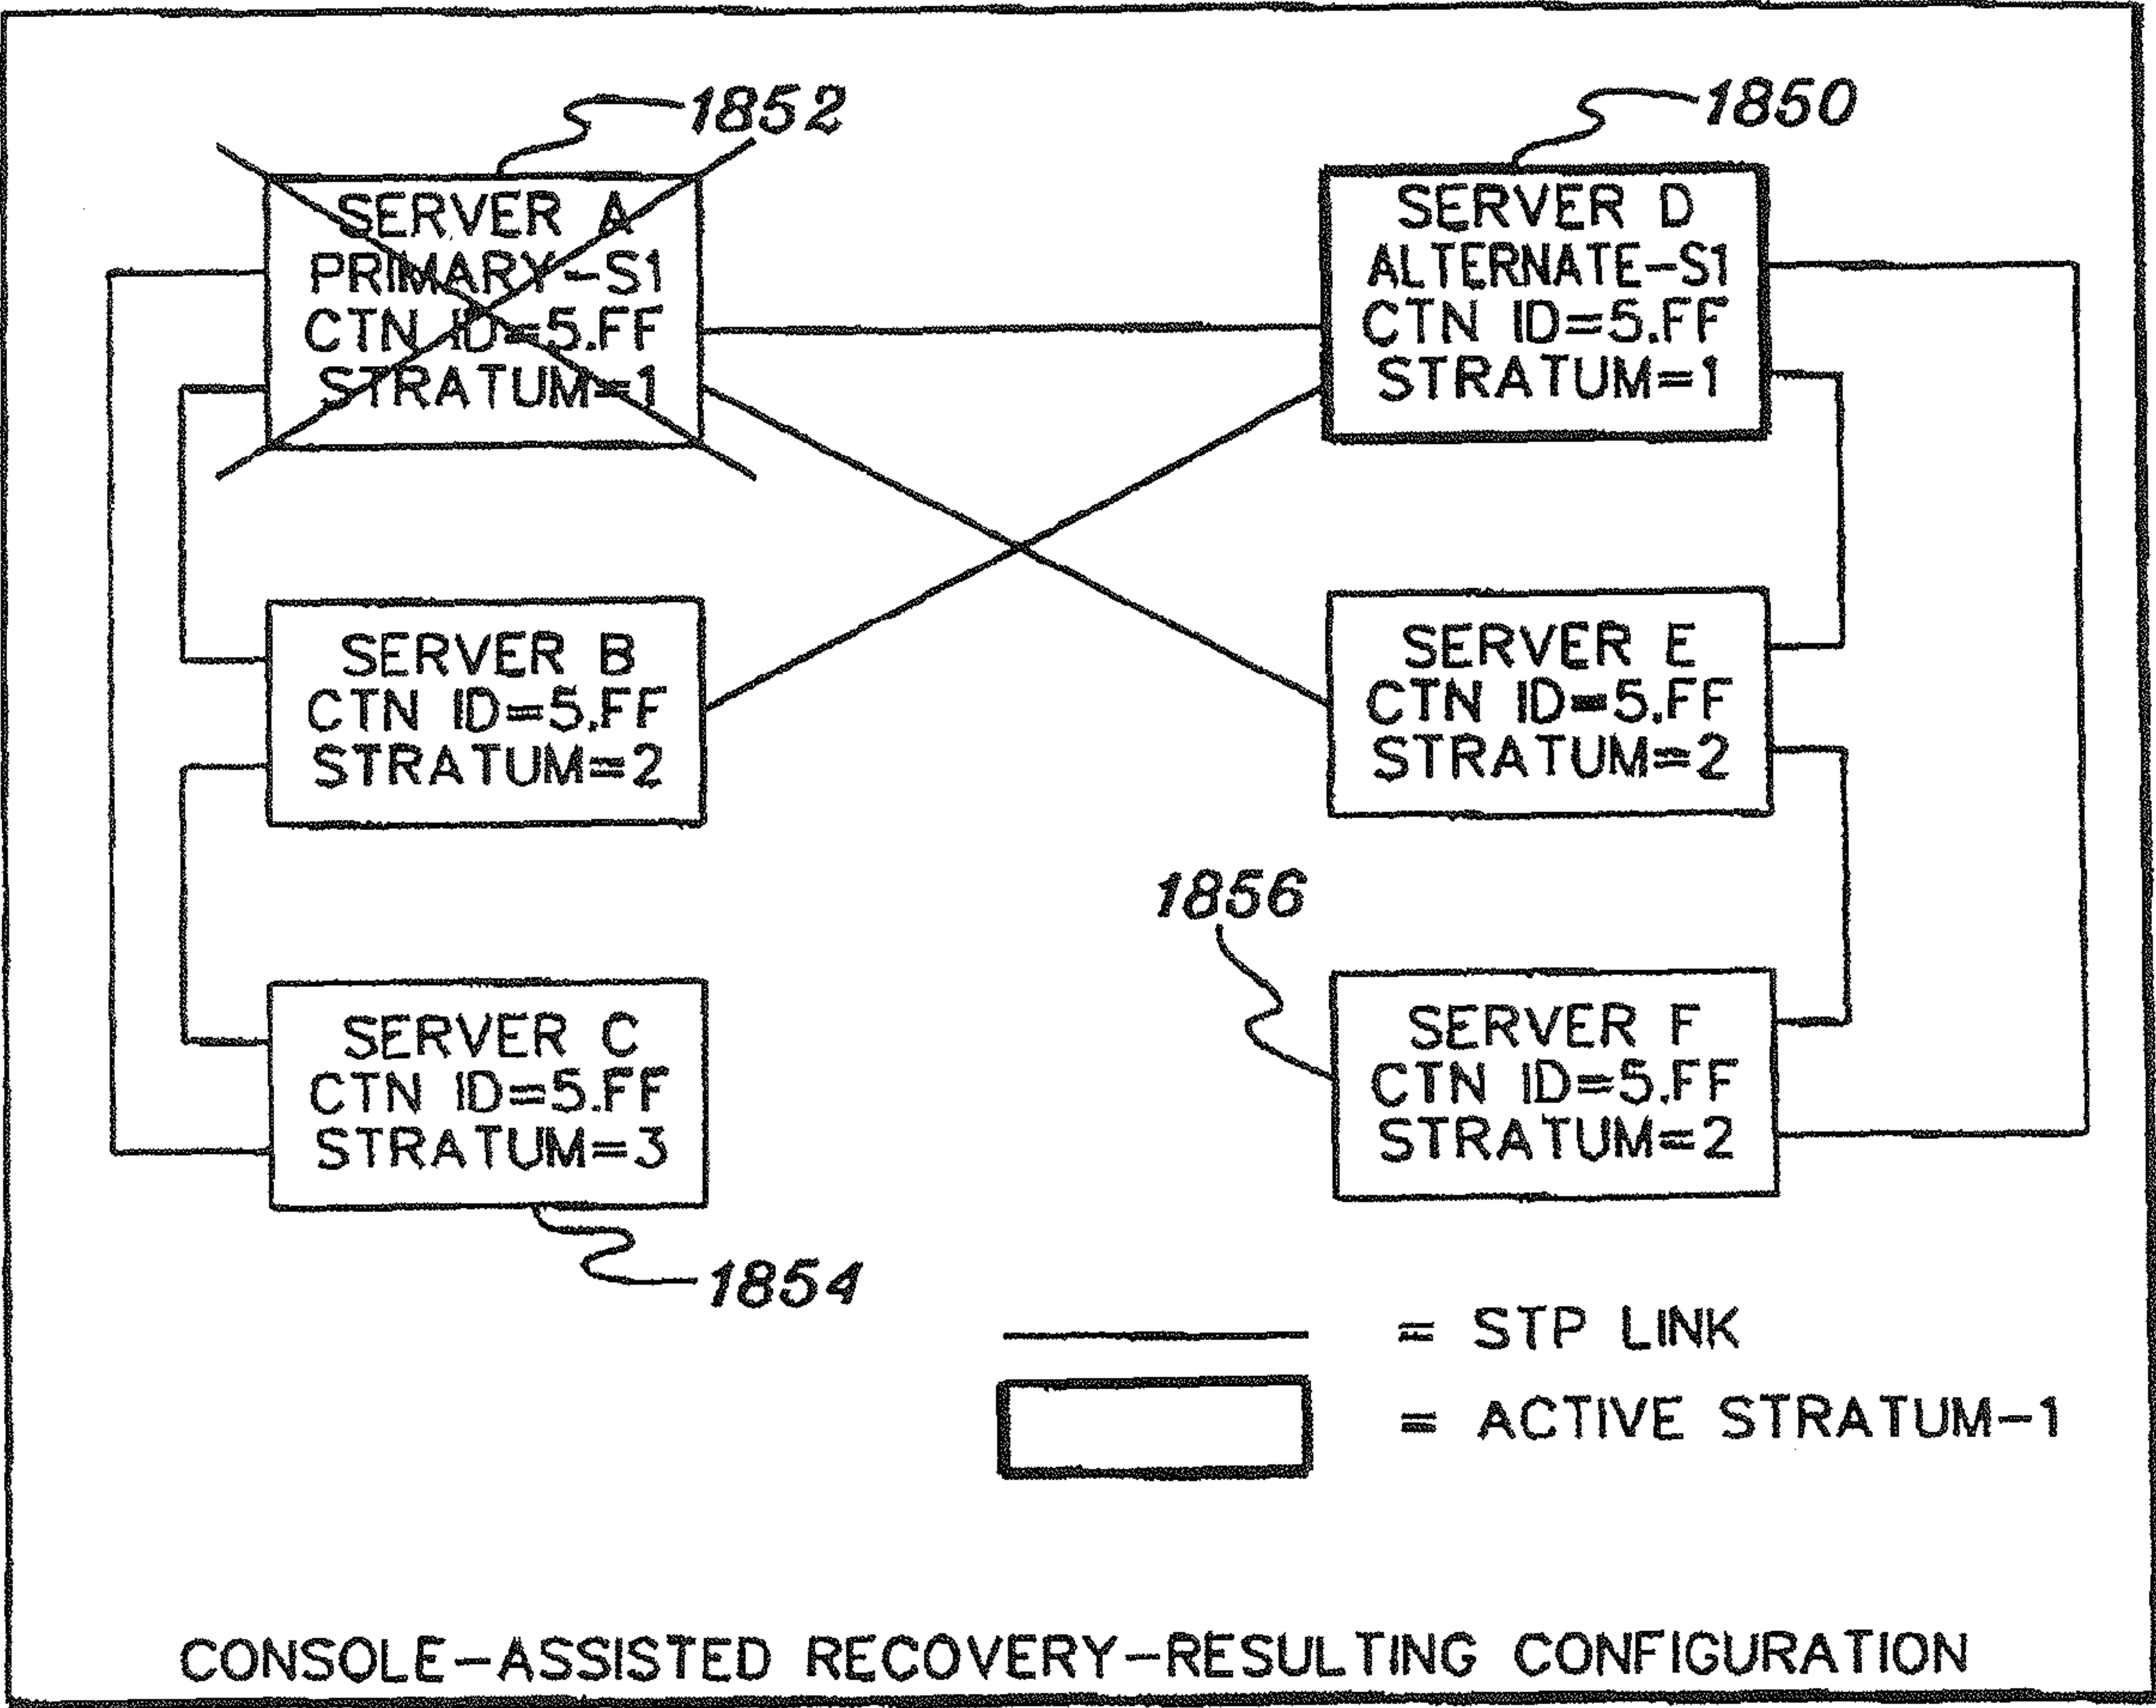 1852
1850
SERVER A
PRIMARY-S1
CTN ID=5.FF
STRATUM=1
SERVER D
ALTERNATE-S1
CTN ID=5.FF
STRATUM=1
SERVER B
CTN ID=5.FF
STRATUM=2
SERVER E
CTN ID=5.FF
STRATUM=2
1856
SERVER C
CTN ID=5.FF
STRATUM=3
SERVER F
CTN ID=5.FF
STRATUM=2
1854
= STP LINK
= ACTIVE STRATUM-1
CONSOLE-ASSISTED RECOVERY-RESULTING CONFIGURATION